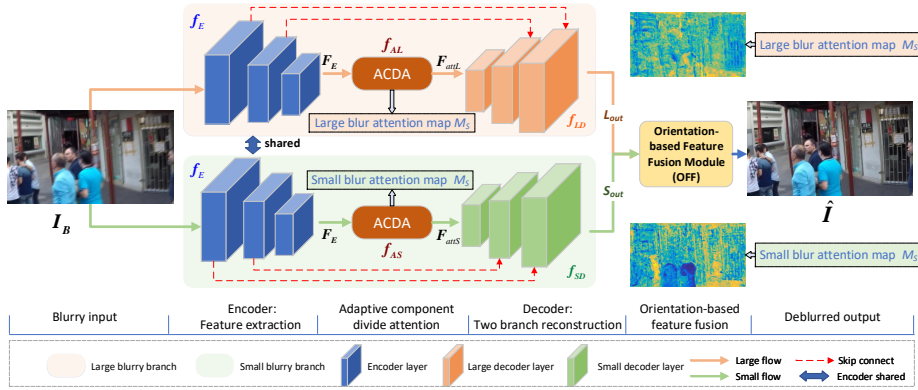 f_E
f_AL
F_E
ACDA
F_attL
Large blur attention map M_S
f_LD
L_out
Large blur attention map M_S
I_B
shared
Orientation-
based Feature
Fusion Module
(OFF)
Î
f_E
Small blur attention map M_S
F_E
ACDA
F_attS
f_AS
f_SD
S_out
Small blur attention map M_S
Blurry input
Encoder:
Feature extraction
Adaptive component
divide attention
Decoder:
Two branch reconstruction
Orientation-based
feature fusion
Deblurred output
Large blurry branch
Small blurry branch
Encoder layer
Large decoder layer
Small decoder layer
Large flow
Skip connect
Small flow
Encoder shared